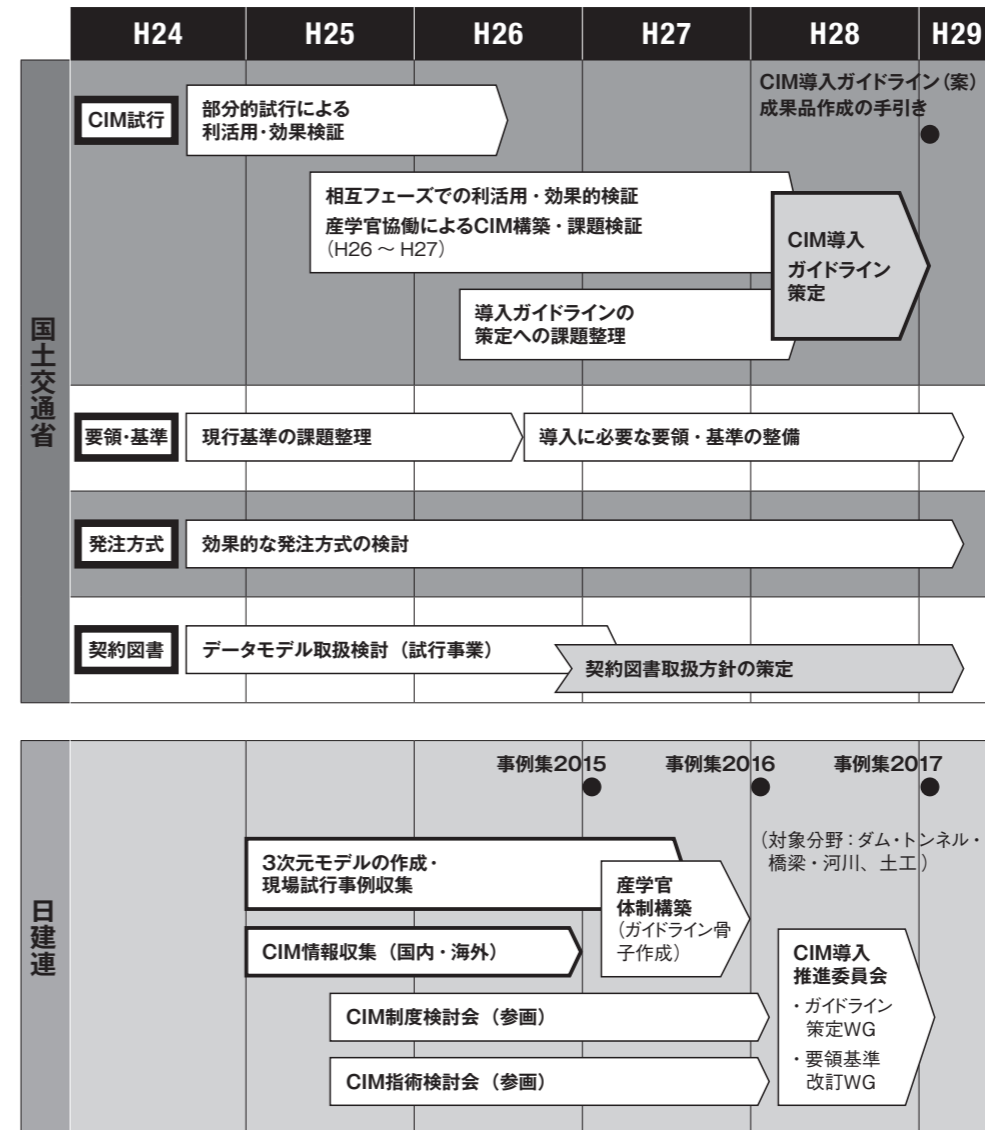 H24 H25 H26 H27 H28 H29
国土交通省
CIM試行
部分的試行による
利活用・効果検証
CIM導入ガイドライン(案)
成果品作成の手引き
相互フェーズでの利活用・効果的検証
産学官協働によるCIM構築・課題検証
(H26 ~ H27)
CIM導入
ガイドライン
策定
導入ガイドラインの
策定への課題整理
要領・基準
現行基準の課題整理
導入に必要な要領・基準の整備
発注方式
効果的な発注方式の検討
契約図書
データモデル取扱検討(試行事業)
契約図書取扱方針の策定
日建連
事例集2015
事例集2016
事例集2017
(対象分野:ダム・トンネル・
橋梁・河川、土工)
3次元モデルの作成・
現場試行事例収集
産学官
体制構築
(ガイドライン骨
子作成)
CIM情報収集(国内・海外)
CIM導入
推進委員会
・ガイドライン
策定WG
・要領基準
改訂WG
CIM制度検討会(参画)
CIM指術検討会(参画)